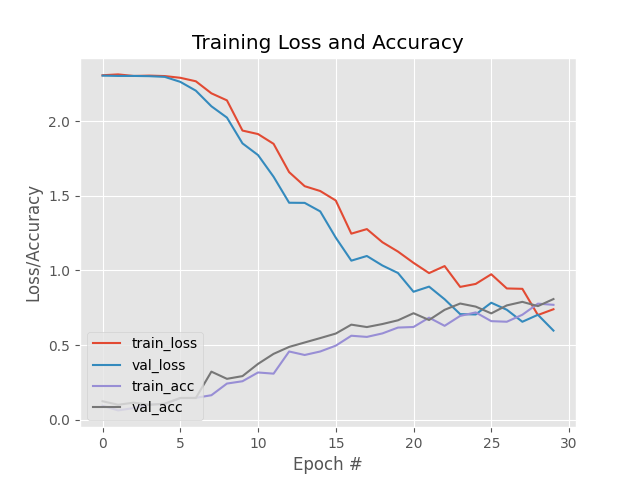 Training Loss and Accuracy
Loss/Accuracy
2.0
1.5
1.0
0.5
0.0
train_loss
val_loss
train_acc
val_acc
0 5 10 15 20 25 30
Epoch #